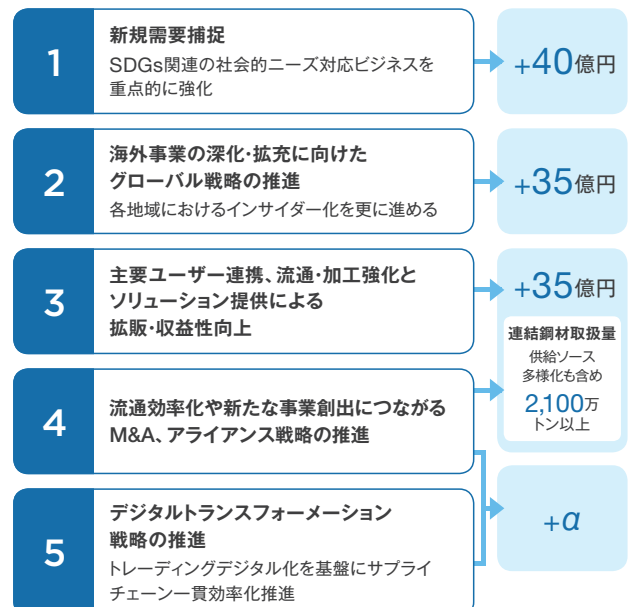 1
新規需要捕捉
SDGs関連の社会的ニーズ対応ビジネスを
重点的に強化
+40億円
2
海外事業の深化・拡充に向けた
グローバル戦略の推進
各地域におけるインサイダー化を更に進める
+35億円
3
主要ユーザー連携、流通・加工強化と
ソリューション提供による
拡販・収益性向上
+35億円
連結鋼材取扱量
供給ソース
多様化も含め
2,100万
トン以上
4
流通効率化や新たな事業創出につながる
M&A、アライアンス戦略の推進
5
デジタルトランスフォーメーション
戦略の推進
トレーディングデジタル化を基盤にサプライ
チェーン一貫効率化推進
+α